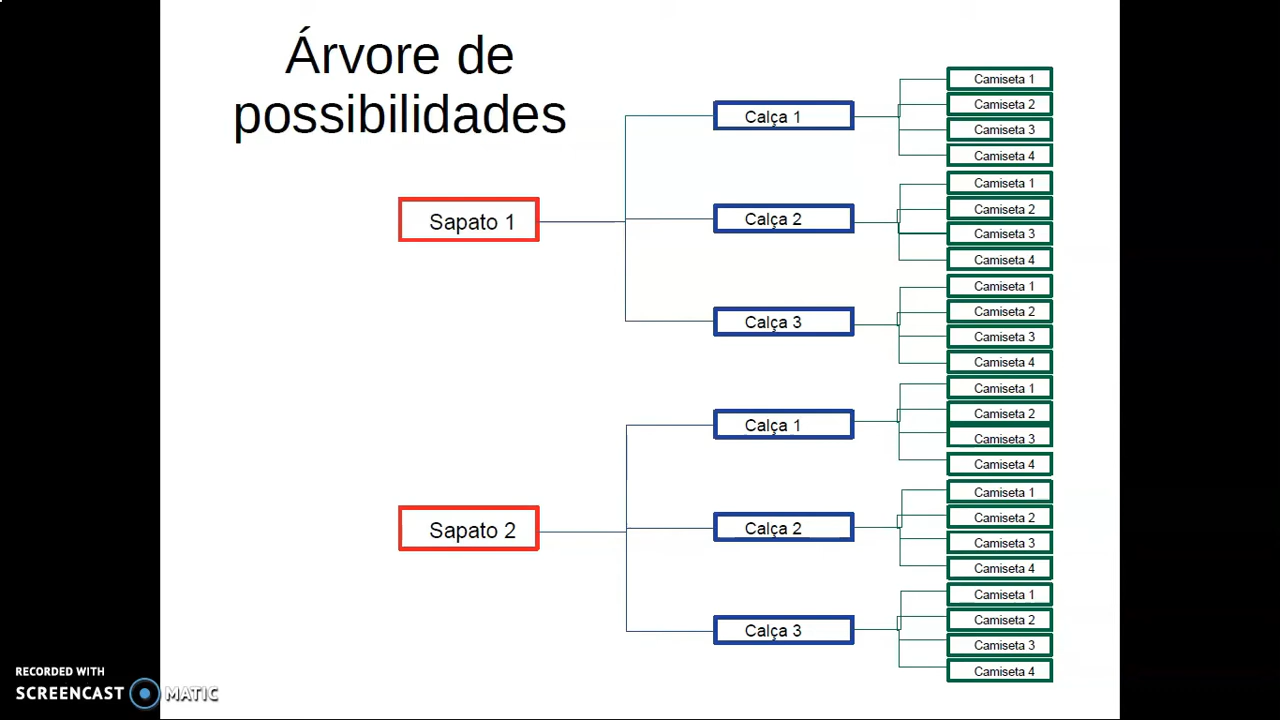 Árvore de
possibilidades
Sapato 1
Calça 1
Camiseta 1
Camiseta 2
Camiseta 3
Camiseta 4
Calça 2
Camiseta 1
Camiseta 2
Camiseta 3
Camiseta 4
Calça 3
Camiseta 1
Camiseta 2
Camiseta 3
Camiseta 4
Sapato 2
Calça 1
Camiseta 1
Camiseta 2
Camiseta 3
Camiseta 4
Calça 2
Camiseta 1
Camiseta 2
Camiseta 3
Camiseta 4
Calça 3
Camiseta 1
Camiseta 2
Camiseta 3
Camiseta 4
RECORDED WITH
SCREENCAST MATIC